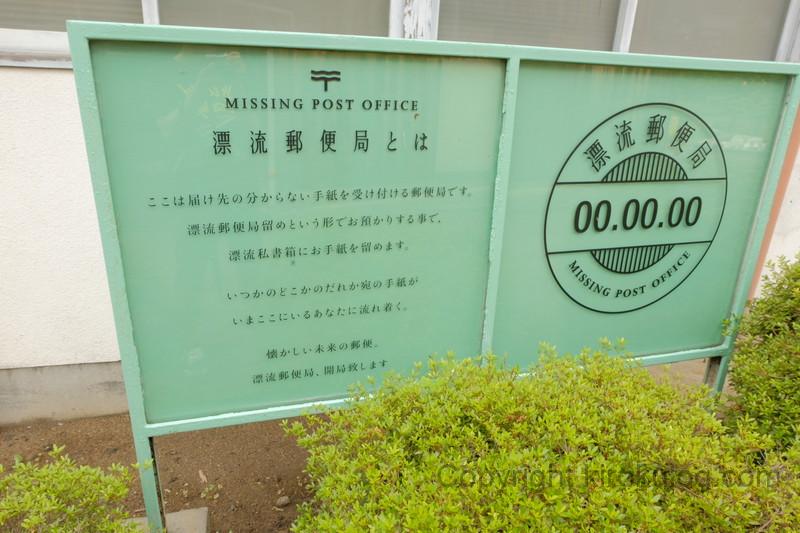 MISSING POST OFFICE
漂流郵便局とは
ここは届け先の分からない手紙を受け付ける郵便局です。
漂流郵便局留めという形でお預かりする事で、
漂流私書箱にお手紙を留めます。
いつかのどこかのだれか宛の手紙が
いまここにいるあなたに流れ着く。
懐かしい未来の郵便。
漂流郵便局、開局致します
漂流郵便局
00.00.00
MISSING POST OFFICE
Copyright kirokurog.com